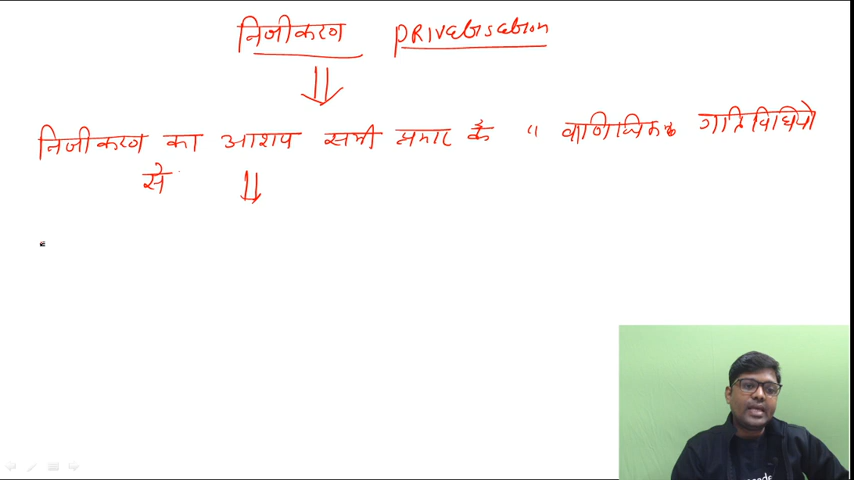 निजीकरण privatisation
निजीकरण का आशय सभी प्रकार के " वाणिज्यिक" गतिविधियो
से